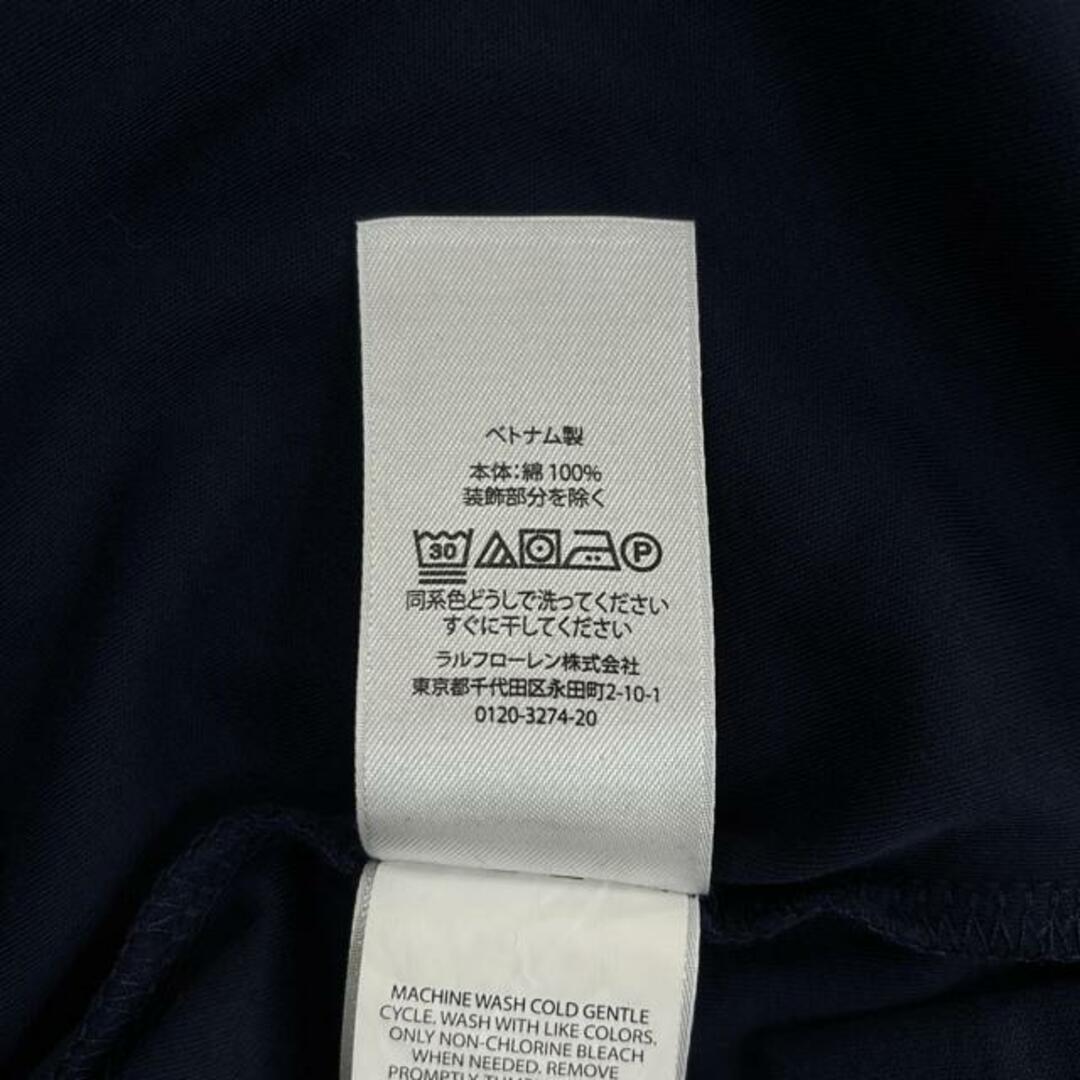 ベトナム製
本体:綿 100%
装飾部分を除く
30 P
同系色どうしで洗ってください
すぐに干してください
ラルフローレン株式会社
東京都千代田区永田町2-10-1
0120-3274-20
MACHINE WASH COLD GENTLE
CYCLE. WASH WITH LIKE COLORS.
ONLY NON-CHLORINE BLEACH
WHEN NEEDED. REMOVE
PROMPTLY.